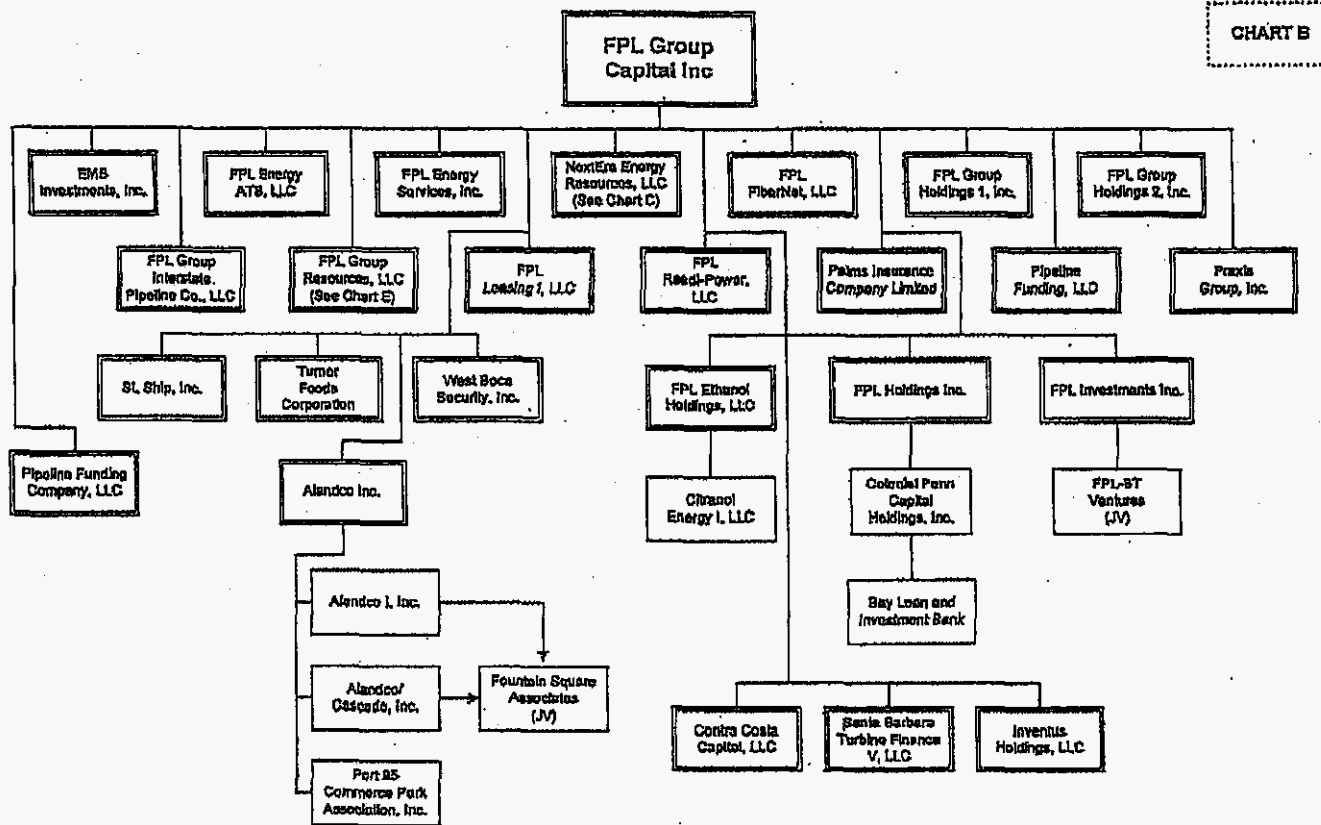 CHART B
FPL Group
Capital Inc
EMB
Investments, Inc.
FPL Energy
ATS, LLC
FPL Energy
Services, Inc.
NextEra Energy
Resources, LLC
(See Chart C)
FPL
FiberNet, LLC
FPL Group
Holdings 1, Inc.
FPL Group
Holdings 2, Inc.
FPL Group
Interstate
Pipeline Co., LLC
FPL Group
Resources, LLC
(See Chart E)
FPL
Leasing I, LLC
FPL
Readi-Power,
LLC
Palms Insurance
Company Limited
Pipeline
Funding, LLC
Praxis
Group, Inc.
SL Ship, Inc.
Turner
Foods
Corporation
West Boca
Security, Inc.
FPL Ethanol
Holdings, LLC
FPL Holdings Inc.
FPL Investments Inc.
Pipeline Funding
Company, LLC
Alandco Inc.
Citranol
Energy I, LLC
Colonial Penn
Capital
Holdings, Inc.
FPL-BT
Ventures
(JV)
Alandco I, Inc.
Bay Loan and
Investment Bank
Alandco/
Cascade, Inc.
Fountain Square
Associates
(JV)
Contra Costa
Capital, LLC
Santa Barbara
Turbine Finance
V, LLC
Inventus
Holdings, LLC
Port 95
Commerce Park
Association, Inc.